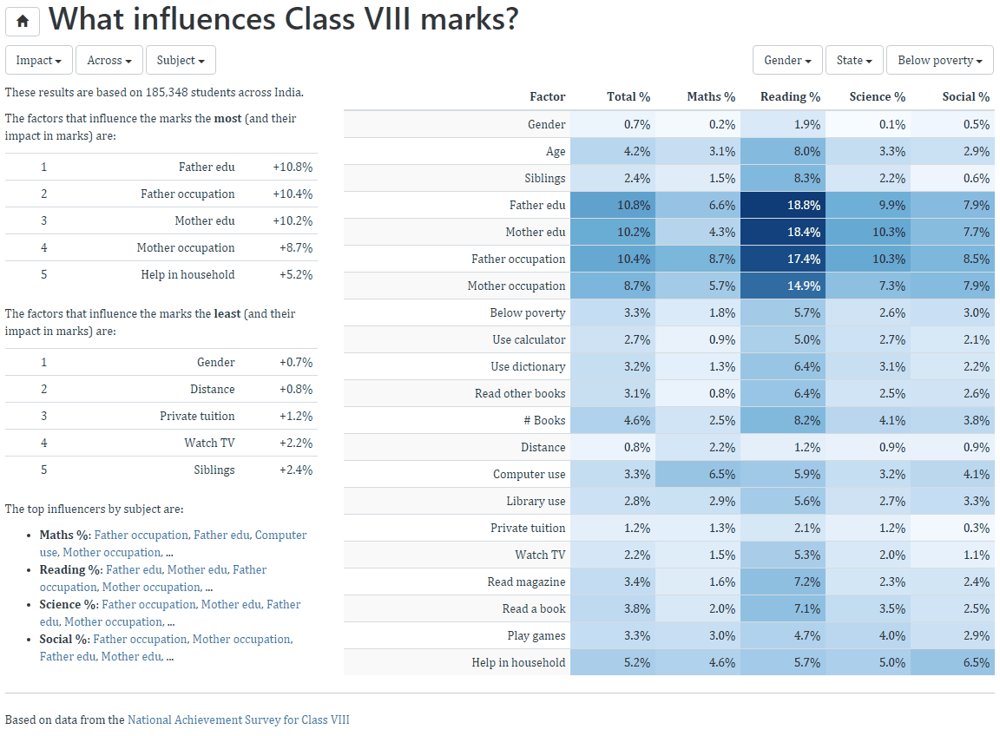 What influences Class VIII marks?
Impact Across Subject
Gender State Below poverty
These results are based on 185,348 students across India.
The factors that influence the marks the most (and their
impact in marks) are:
1 Father edu +10.8%
2 Father occupation +10.4%
3 Mother edu +10.2%
4 Mother occupation +8.7%
5 Help in household +5.2%
The factors that influence the marks the least (and their
impact in marks) are:
1 Gender +0.7%
2 Distance +0.8%
3 Private tuition +1.2%
4 Watch TV +2.2%
5 Siblings +2.4%
The top influencers by subject are:
• Maths %: Father occupation, Father edu, Computer
use, Mother occupation, ...
• Reading %: Father edu, Mother edu, Father
occupation, Mother occupation, ...
• Science %: Father occupation, Mother edu, Father
edu, Mother occupation, ...
• Social %: Father occupation, Mother occupation,
Father edu, Mother edu, ...
Factor Total % Maths % Reading % Science % Social %
Gender 0.7% 0.2% 1.9% 0.1% 0.5%
Age 4.2% 3.1% 8.0% 3.3% 2.9%
Siblings 2.4% 1.5% 8.3% 2.2% 0.6%
Father edu 10.8% 6.6% 18.8% 9.9% 7.9%
Mother edu 10.2% 4.3% 18.4% 10.3% 7.7%
Father occupation 10.4% 8.7% 17.4% 10.3% 8.5%
Mother occupation 8.7% 5.7% 14.9% 7.3% 7.9%
Below poverty 3.3% 1.8% 5.7% 2.6% 3.0%
Use calculator 2.7% 0.9% 5.0% 2.7% 2.1%
Use dictionary 3.2% 1.3% 6.4% 3.1% 2.2%
Read other books 3.1% 0.8% 6.4% 2.5% 2.6%
# Books 4.6% 2.5% 8.2% 4.1% 3.8%
Distance 0.8% 2.2% 1.2% 0.9% 0.9%
Computer use 3.3% 6.5% 5.9% 3.2% 4.1%
Library use 2.8% 2.9% 5.6% 2.7% 3.3%
Private tuition 1.2% 1.3% 2.1% 1.2% 0.3%
Watch TV 2.2% 1.5% 5.3% 2.0% 1.1%
Read magazine 3.4% 1.6% 7.2% 2.3% 2.4%
Read a book 3.8% 2.0% 7.1% 3.5% 2.5%
Play games 3.3% 3.0% 4.7% 4.0% 2.9%
Help in household 5.2% 4.6% 5.7% 5.0% 6.5%
Based on data from the National Achievement Survey for Class VIII